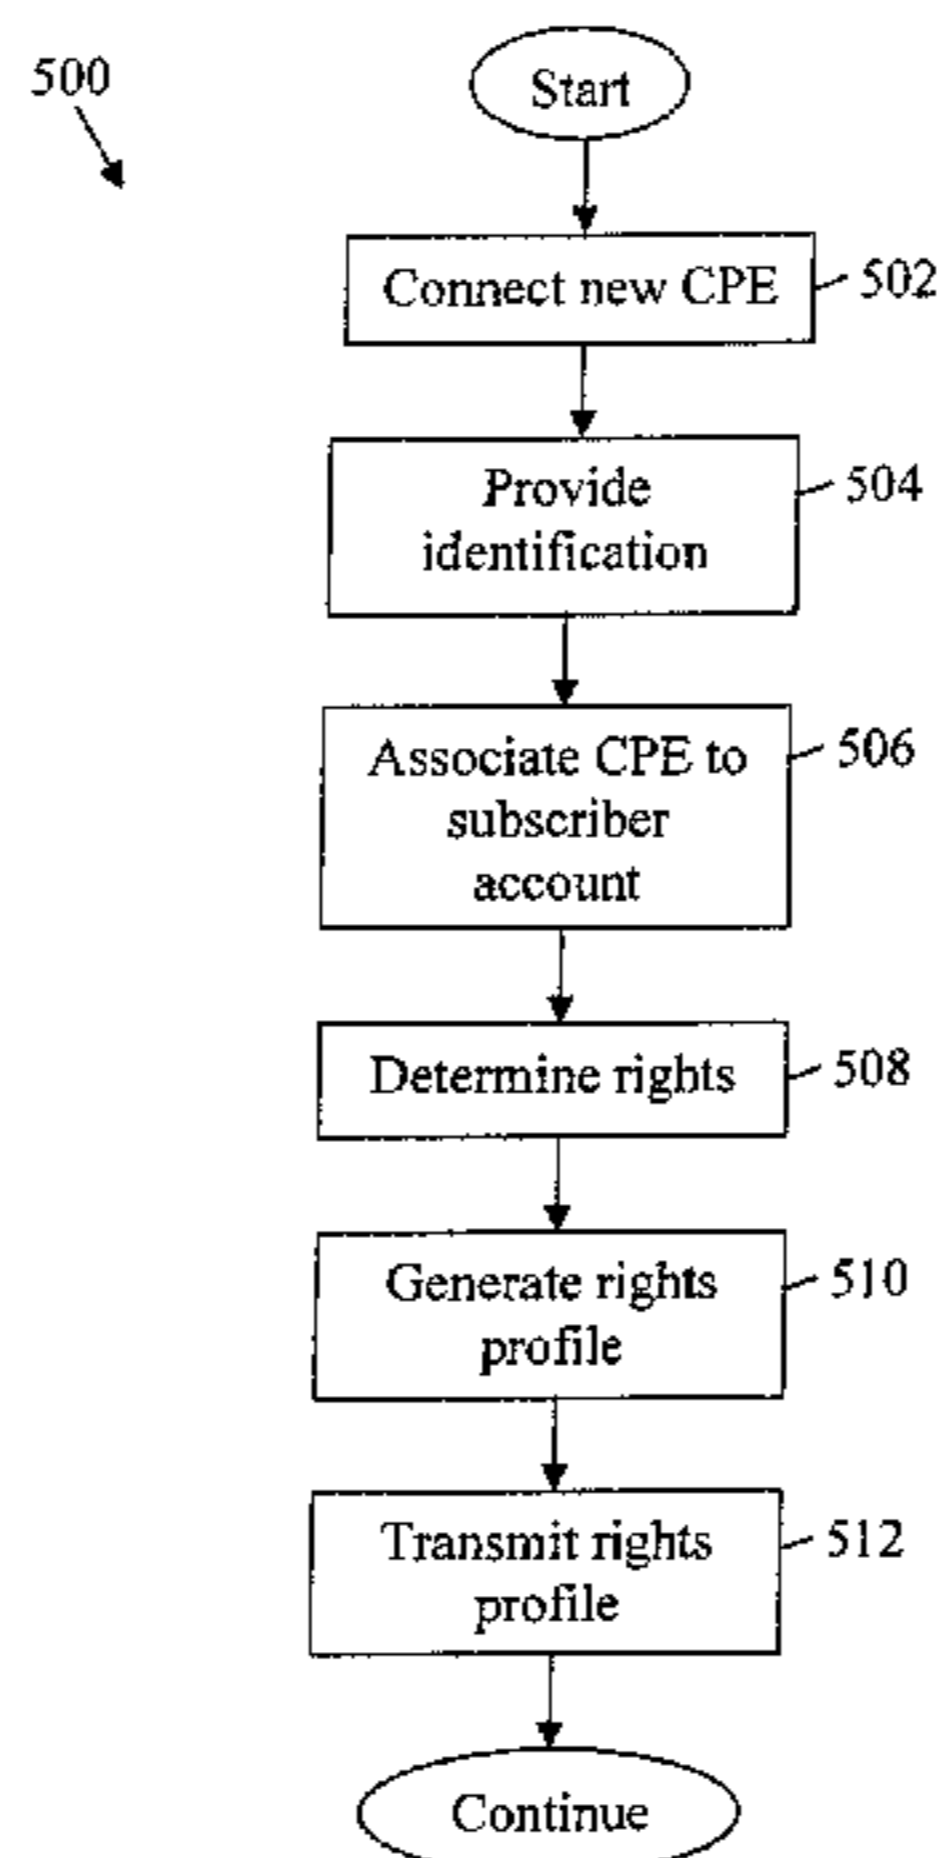 500
Start
Connect new CPE
502
Provide
identification
504
Associate CPE to
subscriber
account
506
Determine rights
508
Generate rights
profile
510
Transmit rights
profile
512
Continue